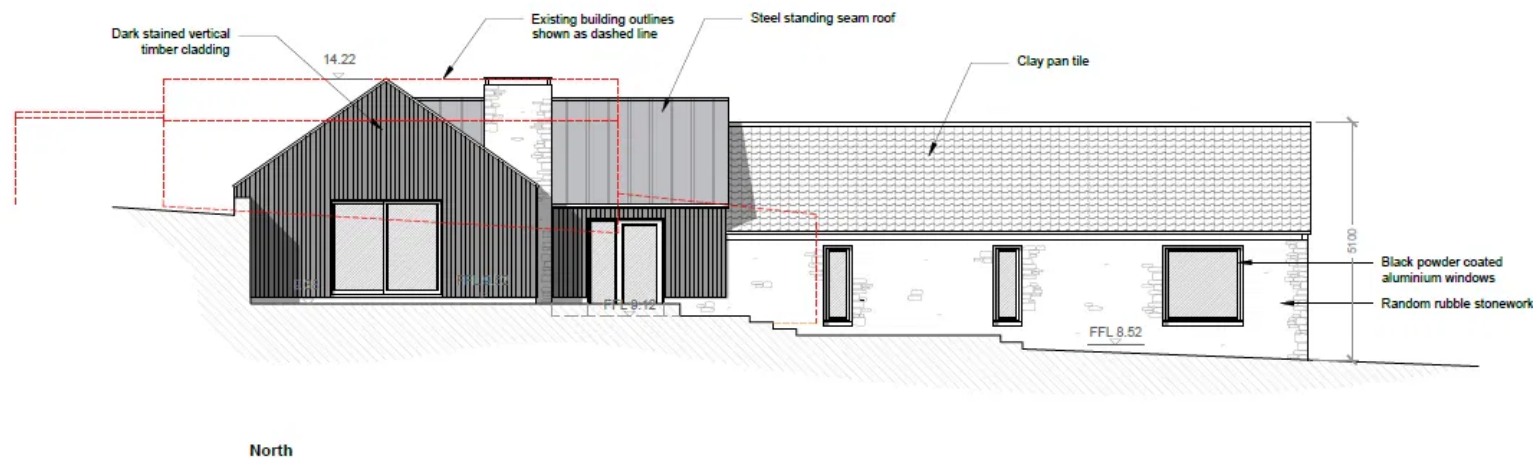 Existing building outlines
shown as dashed line
Steel standing seam roof
Dark stained vertical
timber cladding
14.22
Clay pan tile
5100
Black powder coated
aluminium windows
Random rubble stonework
FFL 9.12
FFL 8.52
North